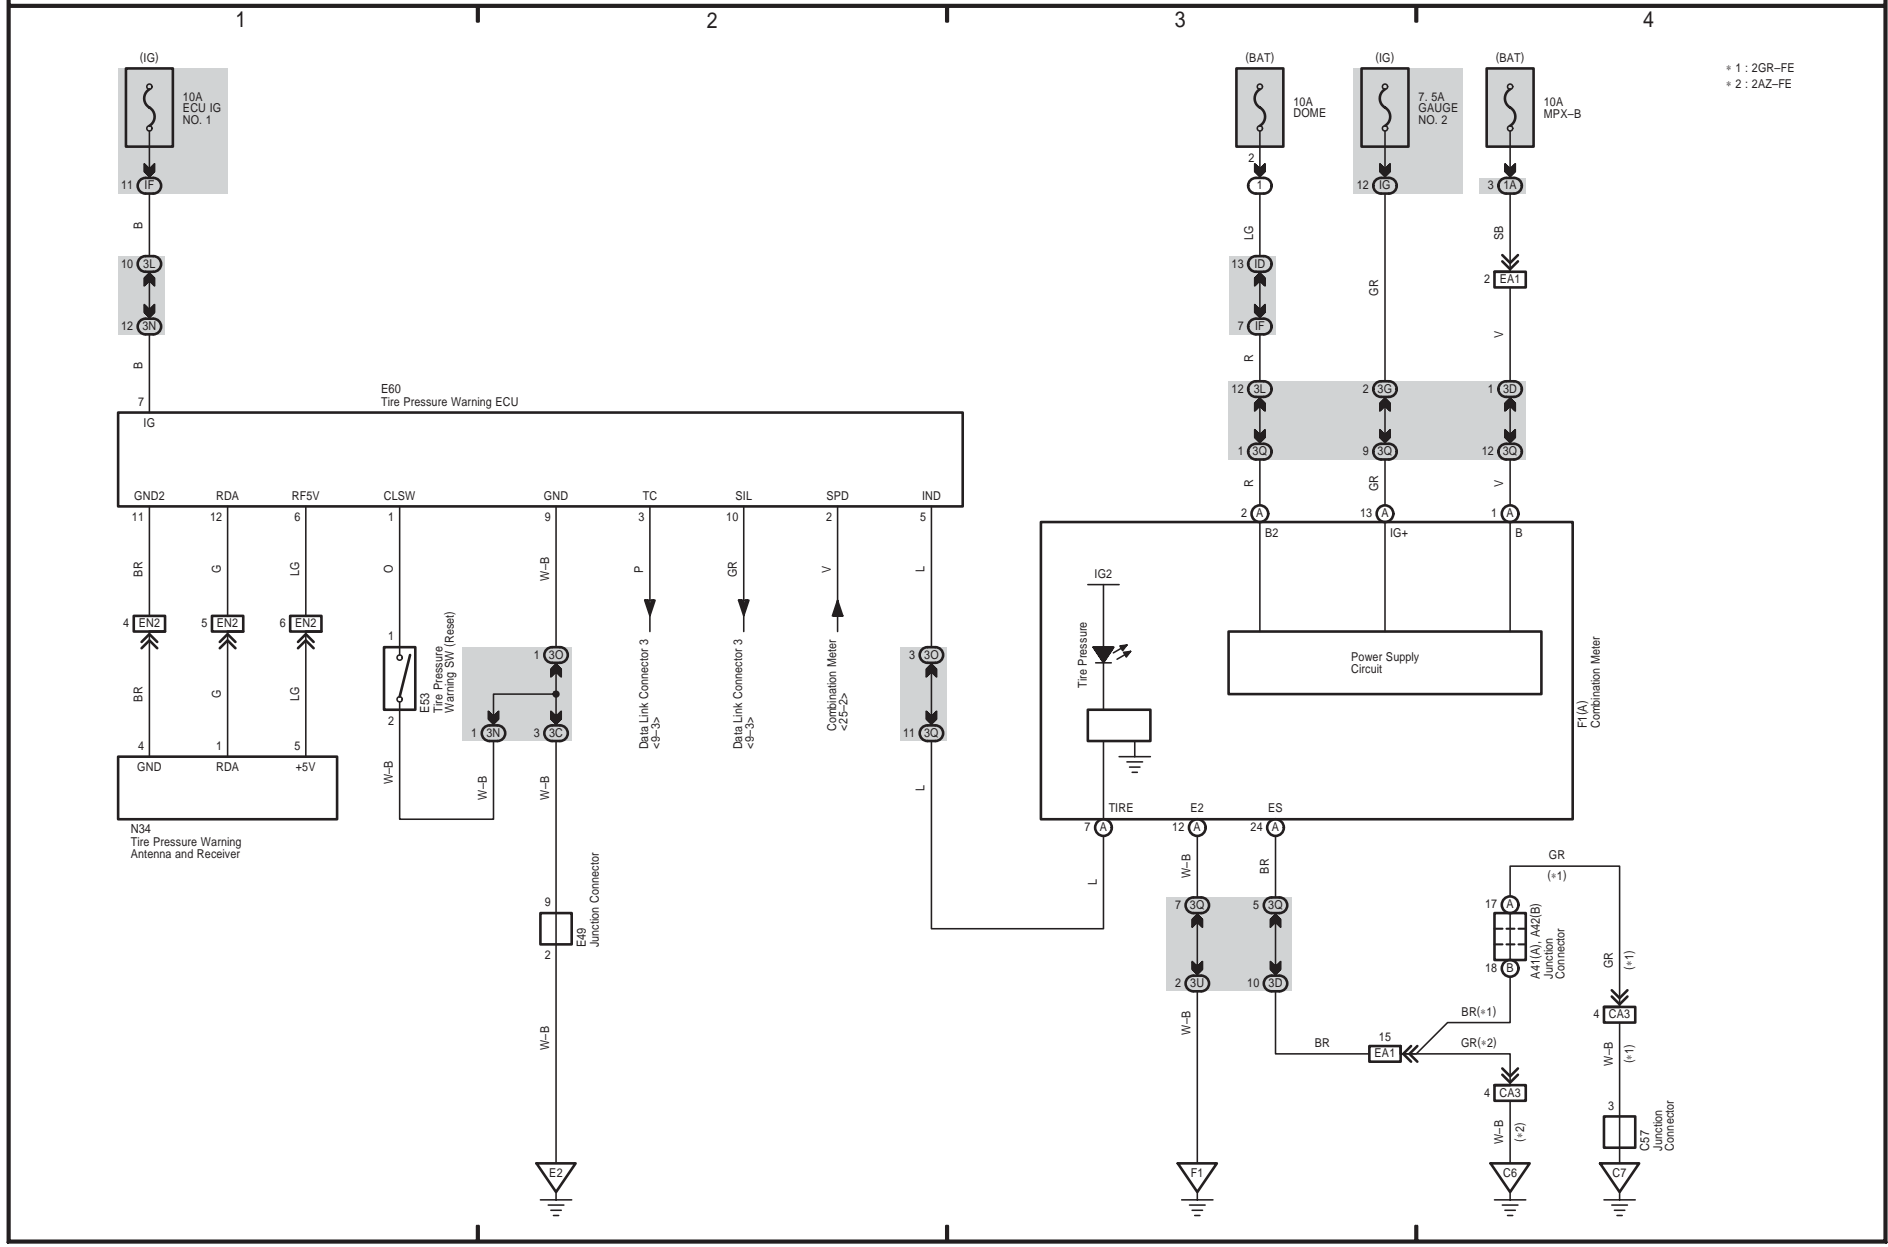 1
2
3
4
(IG)
10A
ECU IG
NO. 1
11 IF
B
10 3L
12 3N
B
7
E60
Tire Pressure Warning ECU
IG
GND2
RDA
RF5V
CLSW
GND
TC
SIL
SPD
IND
11
12
6
1
9
3
10
2
5
BR
G
LG
O
W–B
P
GR
V
L
4 EN2
5 EN2
6 EN2
BR
G
LG
4
1
5
GND
RDA
+5V
N34
Tire Pressure Warning
Antenna and Receiver
1
2
E53
Tire Pressure
Warning SW (Reset)
W–B
1 3O
1 3N
3 3C
W–B
W–B
9
2
E49
Junction Connector
W–B
E2
Data Link Connector 3
<9–3>
Data Link Connector 3
<9–3>
Combination Meter
<25–2>
3 3O
11 3Q
L
(BAT)
10A
DOME
2
1
LG
13 ID
7 IF
R
12 3L
1 3Q
R
2 A
B2
(IG)
7. 5A
GAUGE
NO. 2
12 IG
GR
2 3G
9 3Q
GR
13 A
IG+
(BAT)
10A
MPX–B
3 1A
SB
2 EA1
V
1 3D
12 3Q
V
1 A
B
∗ 1 : 2GR–FE
∗ 2 : 2AZ–FE
IG2
Tire Pressure
Power Supply
Circuit
F1(A)
Combination Meter
TIRE
E2
ES
7 A
12 A
24 A
L
W–B
BR
7 3Q
5 3Q
2 3U
10 3D
W–B
F1
BR
15
EA1
BR(∗1)
GR(∗2)
GR
(∗1)
17 A
18 B
A41(A), A42(B)
Junction
Connector
GR
(∗1)
4 CA3
4 CA3
W–B
(∗1)
W–B
(∗2)
3
C57
Junction
Connector
C6
C7